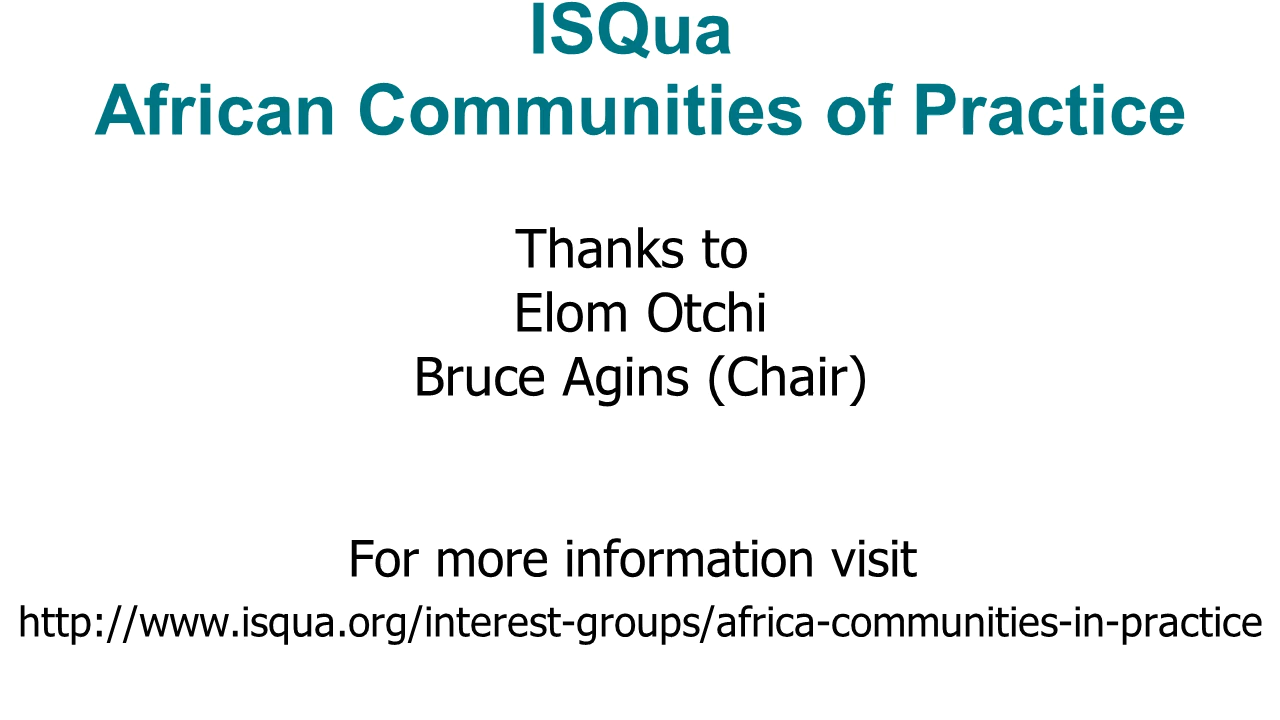 ISQua
African Communities of Practice
Thanks to
Elom Otchi
Bruce Agins (Chair)
For more information visit
http://www.isqua.org/interest-groups/africa-communities-in-practice